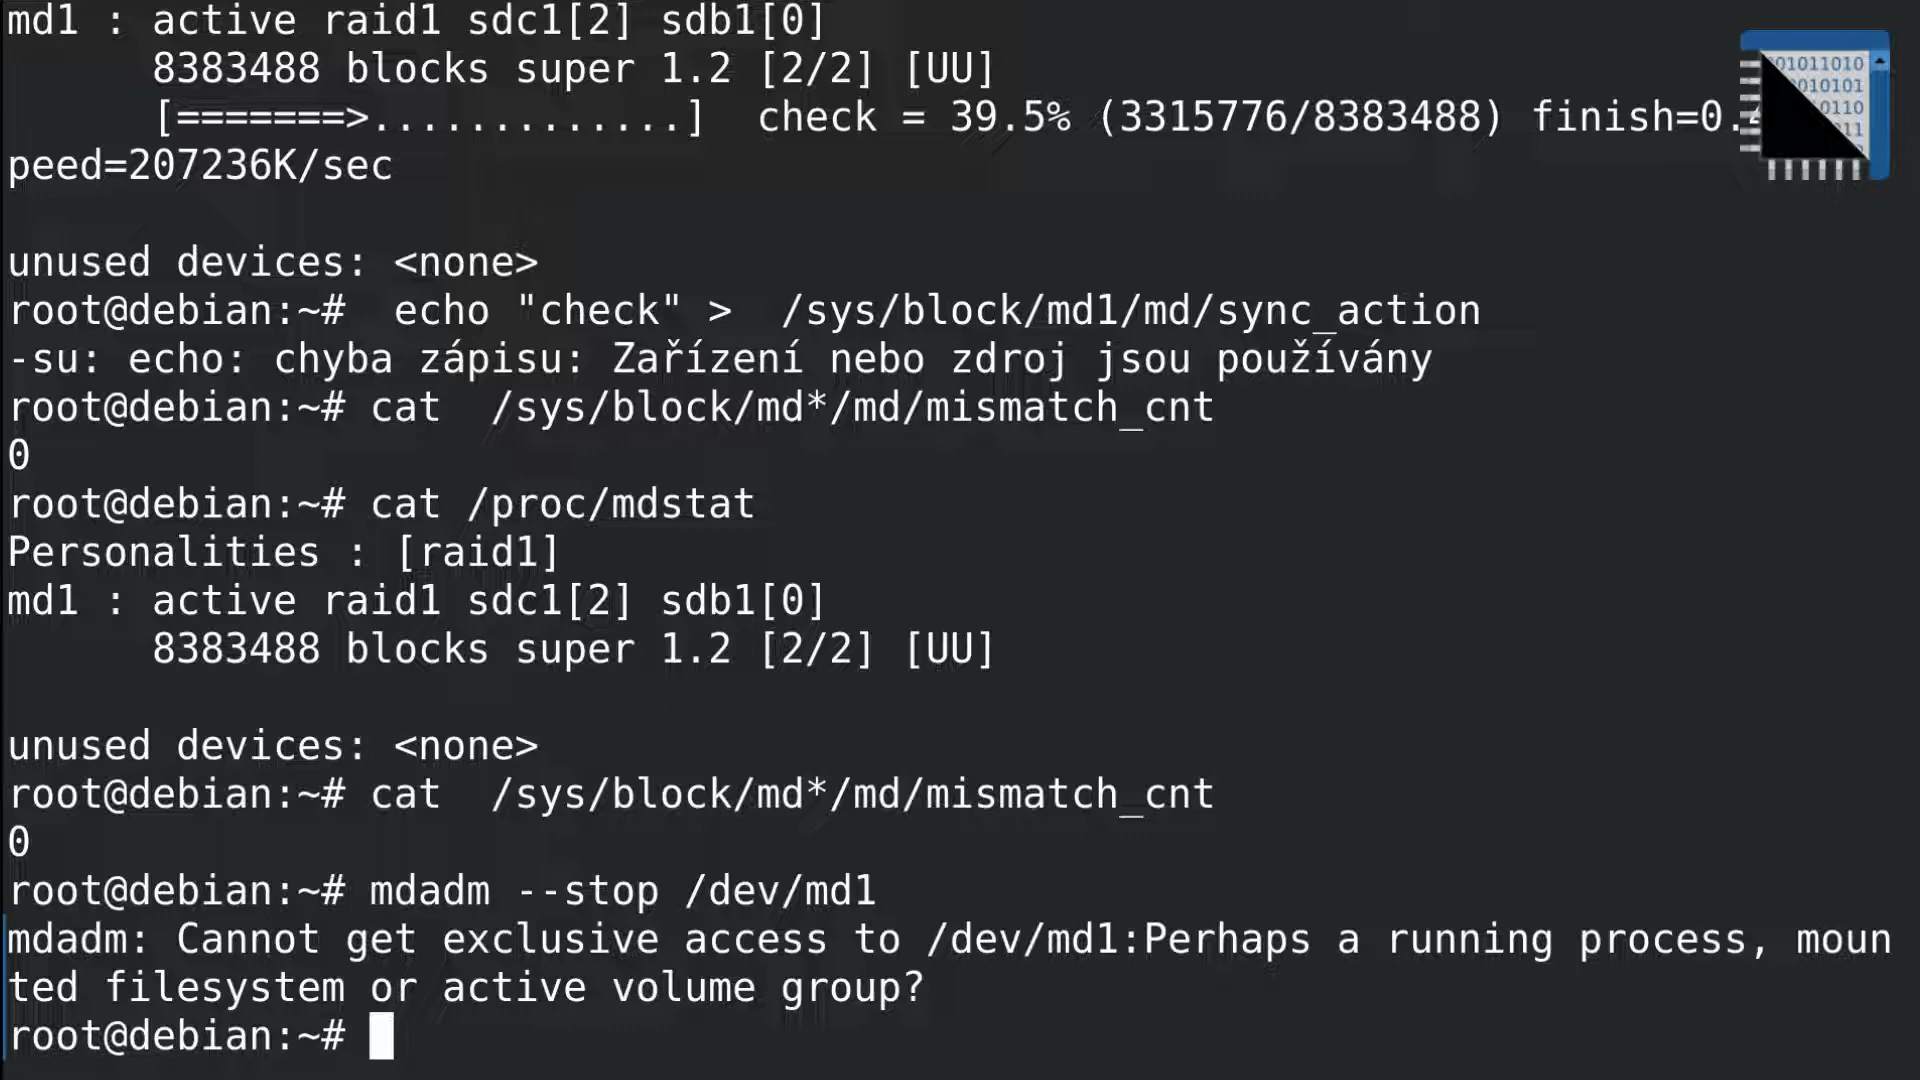 md1 : active raid1 sdc1[2] sdb1[0]
      8383488 blocks super 1.2 [2/2] [UU]
      [=======>.............]  check = 39.5% (3315776/8383488) finish=0.
peed=207236K/sec
unused devices: <none>
root@debian:~#  echo "check" >  /sys/block/md1/md/sync_action
-su: echo: chyba zápisu: Zařízení nebo zdroj jsou používány
root@debian:~# cat  /sys/block/md*/md/mismatch_cnt
0
root@debian:~# cat /proc/mdstat
Personalities : [raid1]
md1 : active raid1 sdc1[2] sdb1[0]
      8383488 blocks super 1.2 [2/2] [UU]
unused devices: <none>
root@debian:~# cat  /sys/block/md*/md/mismatch_cnt
0
root@debian:~# mdadm --stop /dev/md1
mdadm: Cannot get exclusive access to /dev/md1:Perhaps a running process, moun
ted filesystem or active volume group?
root@debian:~#